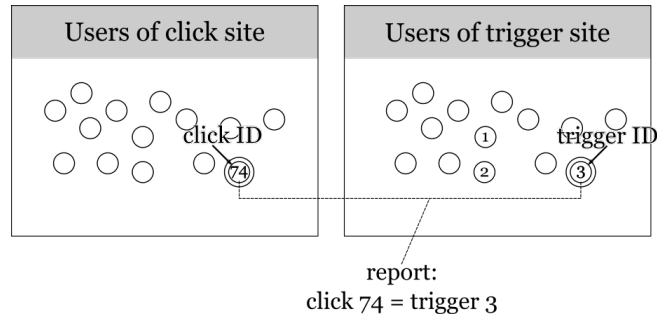 Users of click site
Users of trigger site
click ID
trigger ID
1
74
2
3
report:
click 74 = trigger 3